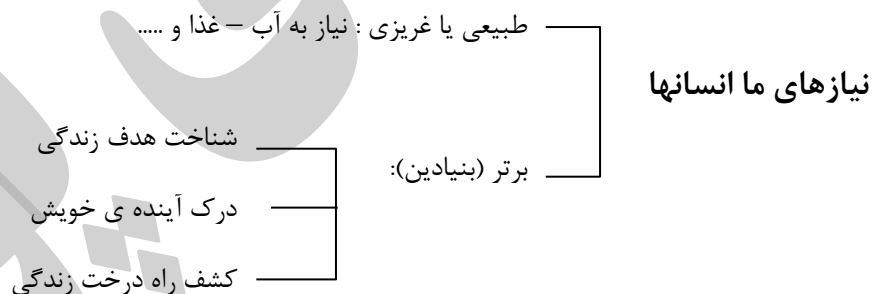 نیازهای ما انسانها
طبیعی یا غریزی : نیاز به آب – غذا و .....
برتر (بنیادین):
شناخت هدف زندگی
درک آینده ی خویش
کشف راه درخت زندگی